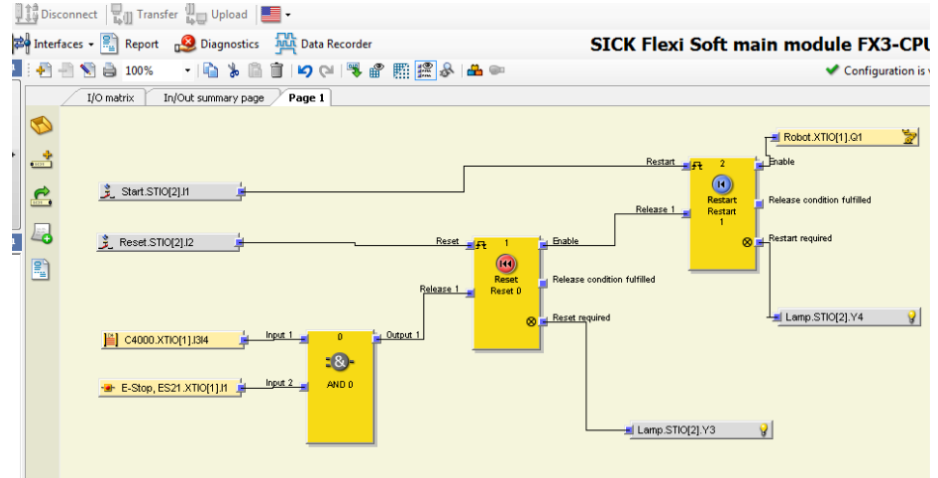 Disconnect Transfer Upload
Interfaces Report Diagnostics Data Recorder SICK Flexi Soft main module FX3-CPU
100% Configuration is
I/O matrix In/Out summary page Page 1
Robot.XTIO[1].Q1
Restart 2 Enable
Start.STIO[2].I1
Restart
Restart
1
Release 1 Release condition fulfilled
Reset.STIO[2].I2
Reset 1 Enable
Restart required
Reset
Reset 0
Release 1 Release condition fulfilled
Reset required
Lamp.STIO[2].Y4
C4000.XTIO[1].I3I4 Input 1 0 Output 1
&
E-Stop, ES21.XTIO[1].I1 Input 2 AND 0
Lamp.STIO[2].Y3